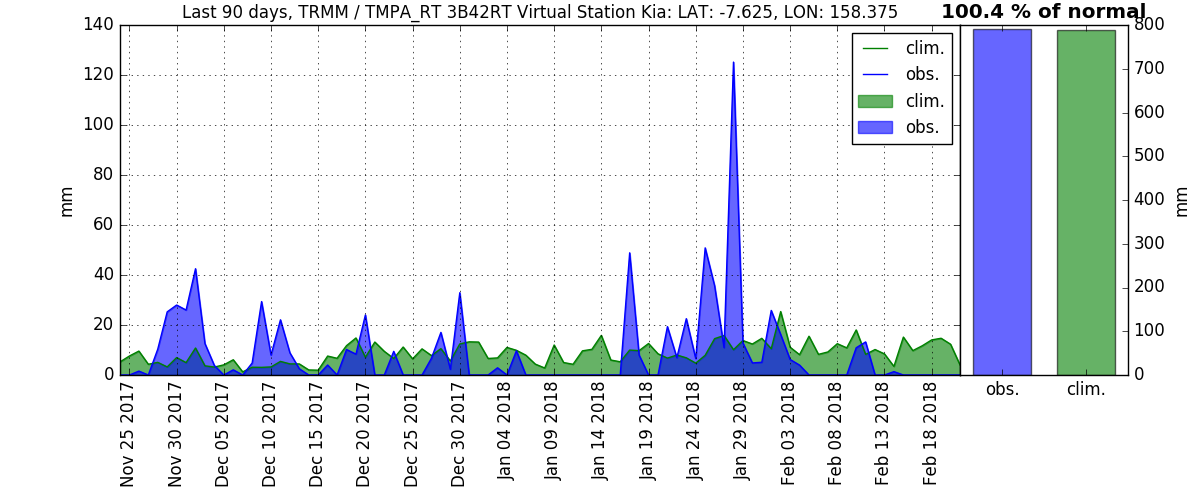 Last 90 days, TRMM / TMPA_RT 3B42RT Virtual Station Kia: LAT: -7.625, LON: 158.375
100.4 % of normal
140
120
100
80
60
40
20
0
mm
clim.
obs.
clim.
obs.
800
700
600
500
400
300
200
100
0
mm
obs.
clim.
Nov 25 2017
Nov 30 2017
Dec 05 2017
Dec 10 2017
Dec 15 2017
Dec 20 2017
Dec 25 2017
Dec 30 2017
Jan 04 2018
Jan 09 2018
Jan 14 2018
Jan 19 2018
Jan 24 2018
Jan 29 2018
Feb 03 2018
Feb 08 2018
Feb 13 2018
Feb 18 2018